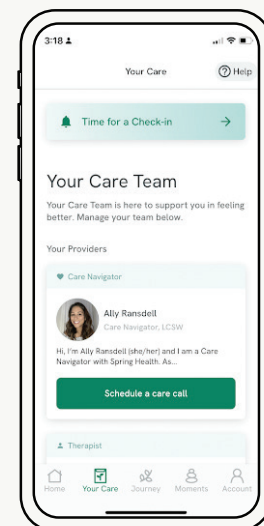 3:18
Your Care
Help
Time for a Check-in
Your Care Team
Your Care Team is here to support you in feeling
better. Manage your team below.
Your Providers
Care Navigator
Ally Ransdell
Care Navigator, LCSW
Hi, I'm Ally Ransdell (she/her) and I am a Care
Navigator with Spring Health. As...
Schedule a care call
Therapist
Home Your Care Journey Moments Account